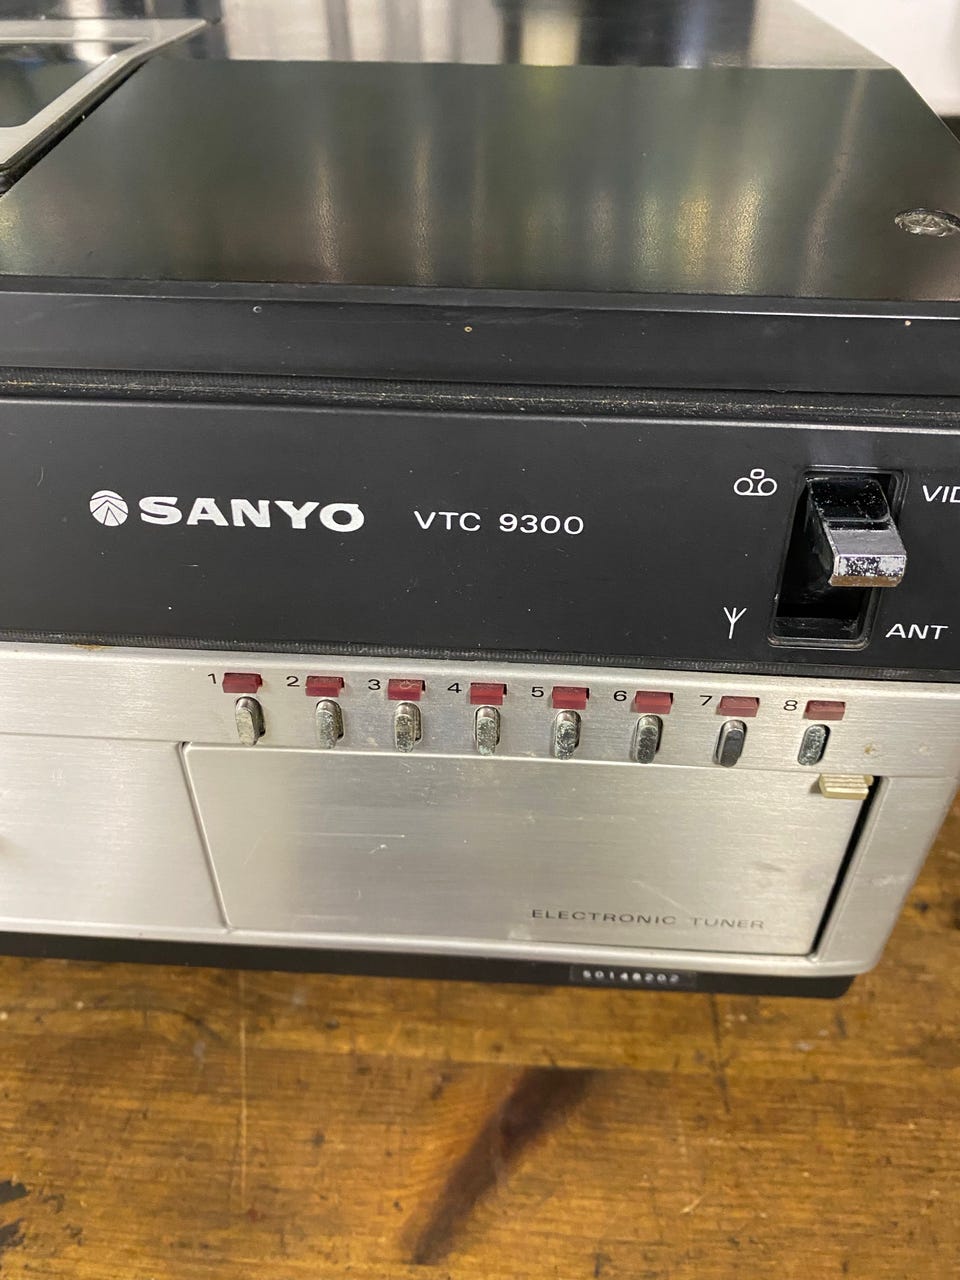 SANYO VTC 9300
VID
ANT
1 2 3 4 5 6 7 8
ELECTRONIC TUNER
50148202